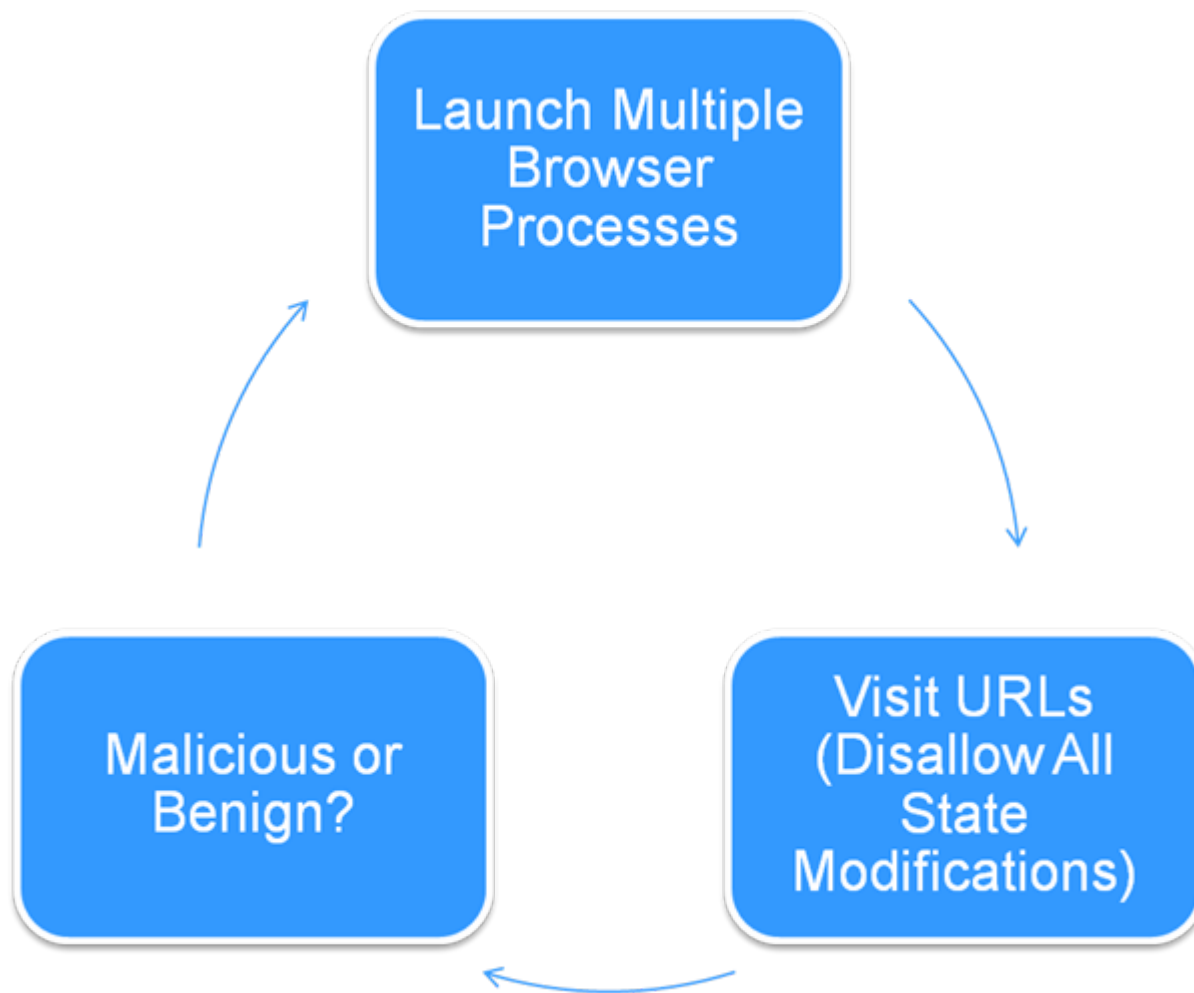 Launch Multiple
Browser
Processes
Visit URLs
(Disallow All
State
Modifications)
Malicious or
Benign?